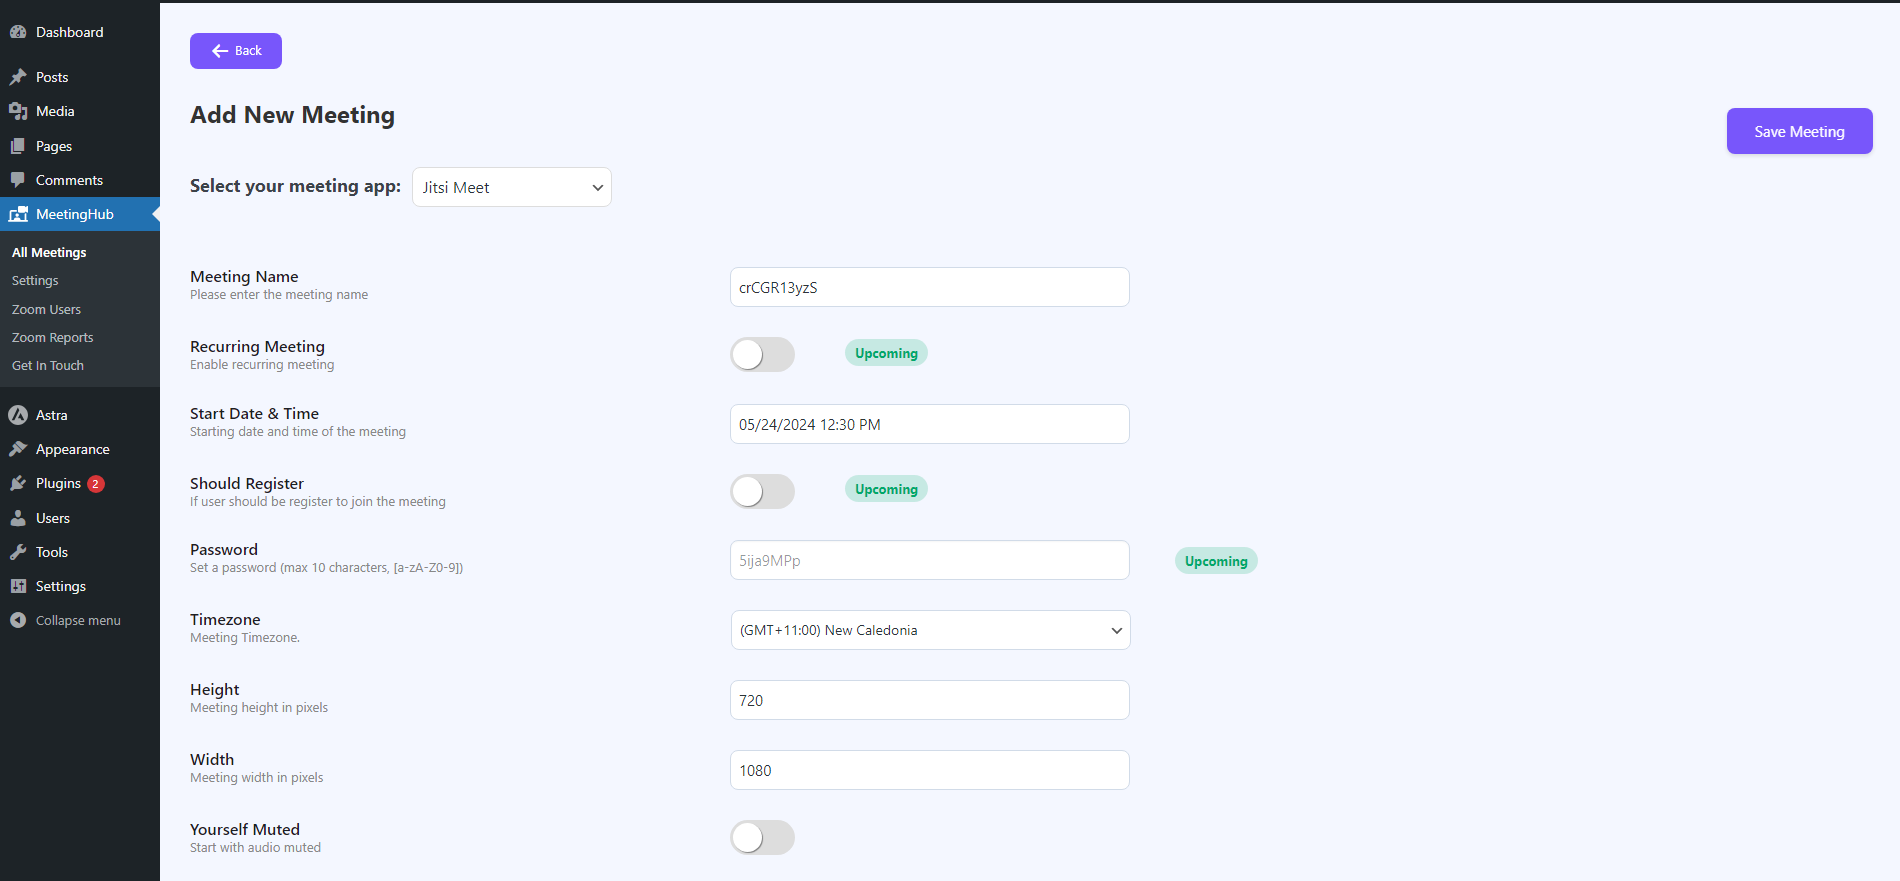 Dashboard
Posts
Media
Pages
Comments
MeetingHub
All Meetings
Settings
Zoom Users
Zoom Reports
Get In Touch
Astra
Appearance
Plugins 2
Users
Tools
Settings
Collapse menu
Back
Add New Meeting
Save Meeting
Select your meeting app: Jitsi Meet
Meeting Name
Please enter the meeting name
crCGR13yzS
Recurring Meeting
Enable recurring meeting
Upcoming
Start Date & Time
Starting date and time of the meeting
05/24/2024 12:30 PM
Should Register
If user should be register to join the meeting
Upcoming
Password
Set a password (max 10 characters, [a-zA-Z0-9])
5ija9MPp
Upcoming
Timezone
Meeting Timezone.
(GMT+11:00) New Caledonia
Height
Meeting height in pixels
720
Width
Meeting width in pixels
1080
Yourself Muted
Start with audio muted